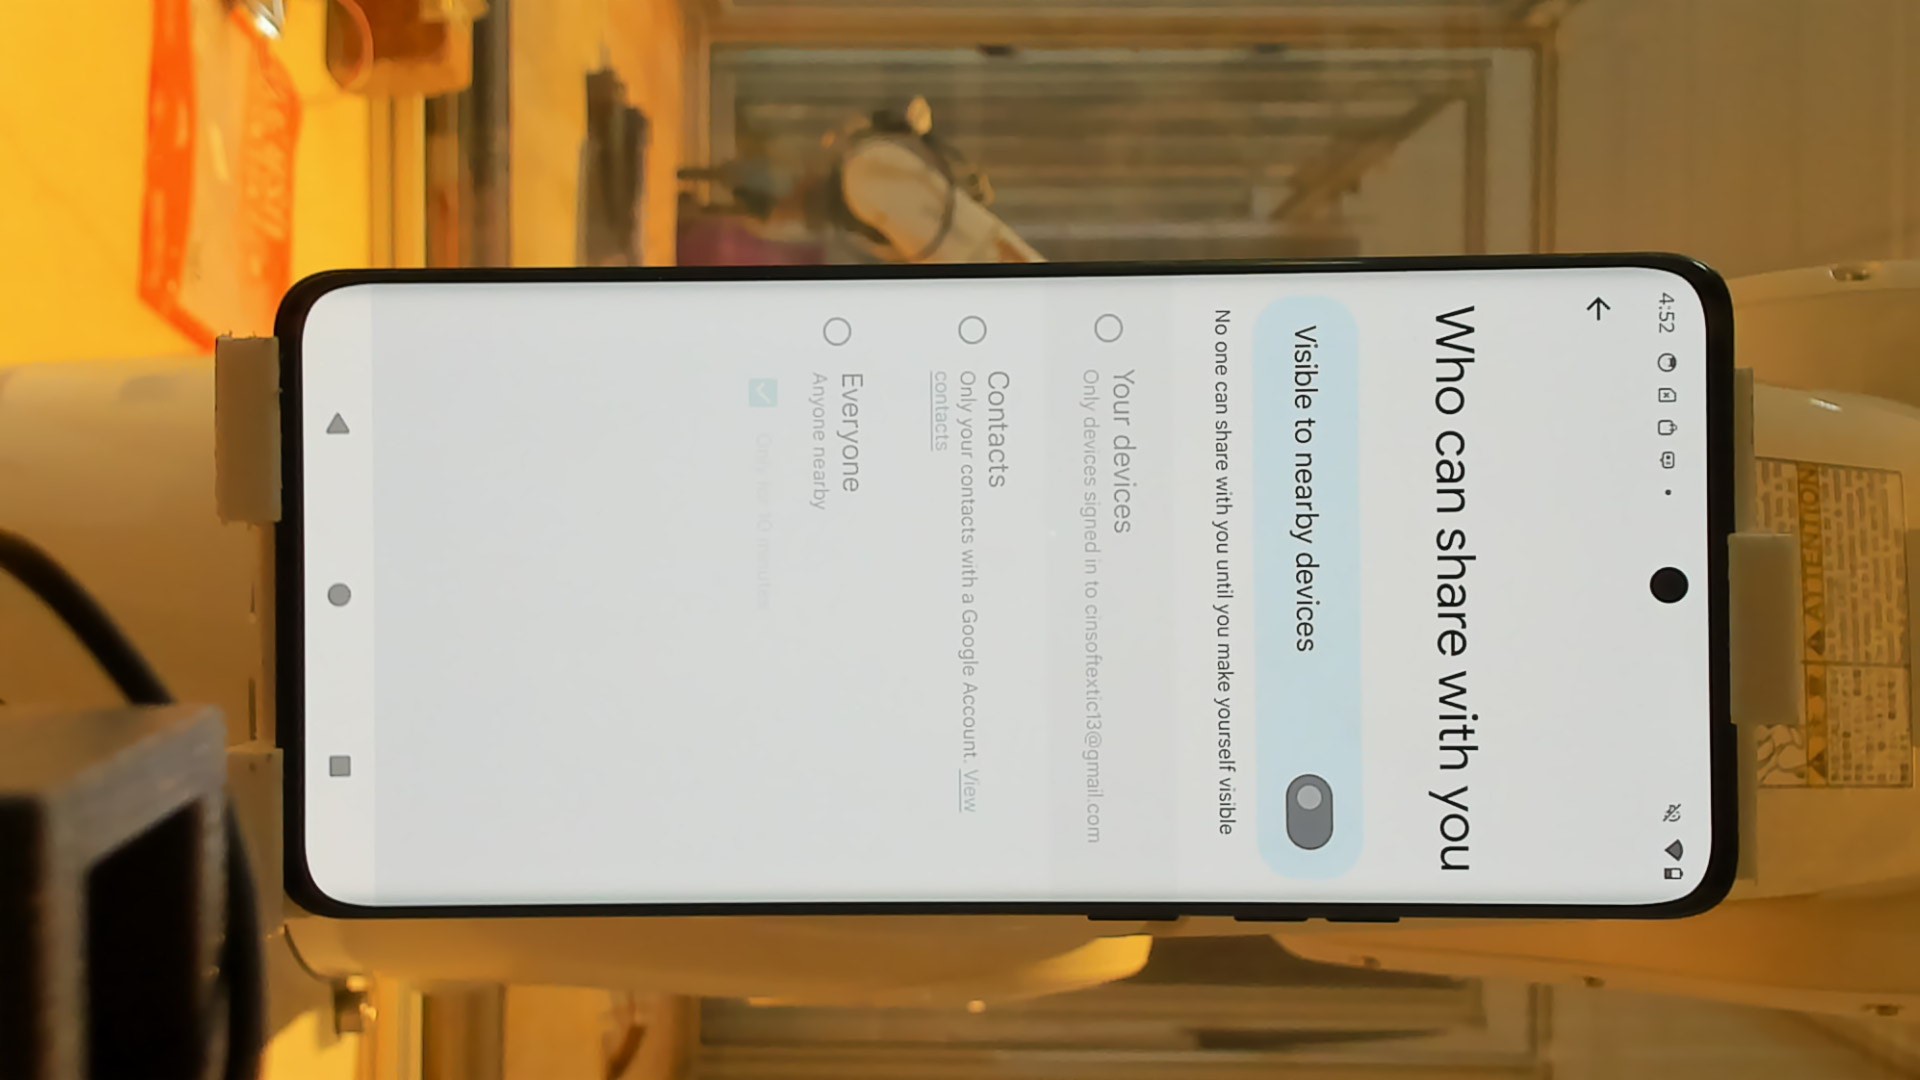 4:52
Who can share with you
Visible to nearby devices
No one can share with you until you make yourself visible
Your devices
Only devices signed in to cinsoftextic13@gmail.com
Contacts
Only your contacts with a Google Account. View
contacts
Everyone
Anyone nearby
Only for 10 minutes
ATTENTION